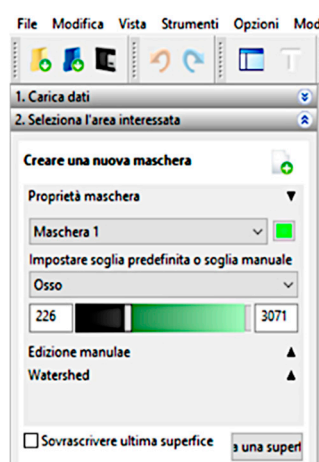 File Modifica Vista Strumenti Opzioni Mod
1. Carica dati
2. Seleziona l'area interessata
Creare una nuova maschera
Proprietà maschera
Maschera 1
Impostare soglia predefinita o soglia manuale
Osso
226 3071
Edizione manulae
Watershed
Sovrascrivere ultima superfice a una superf